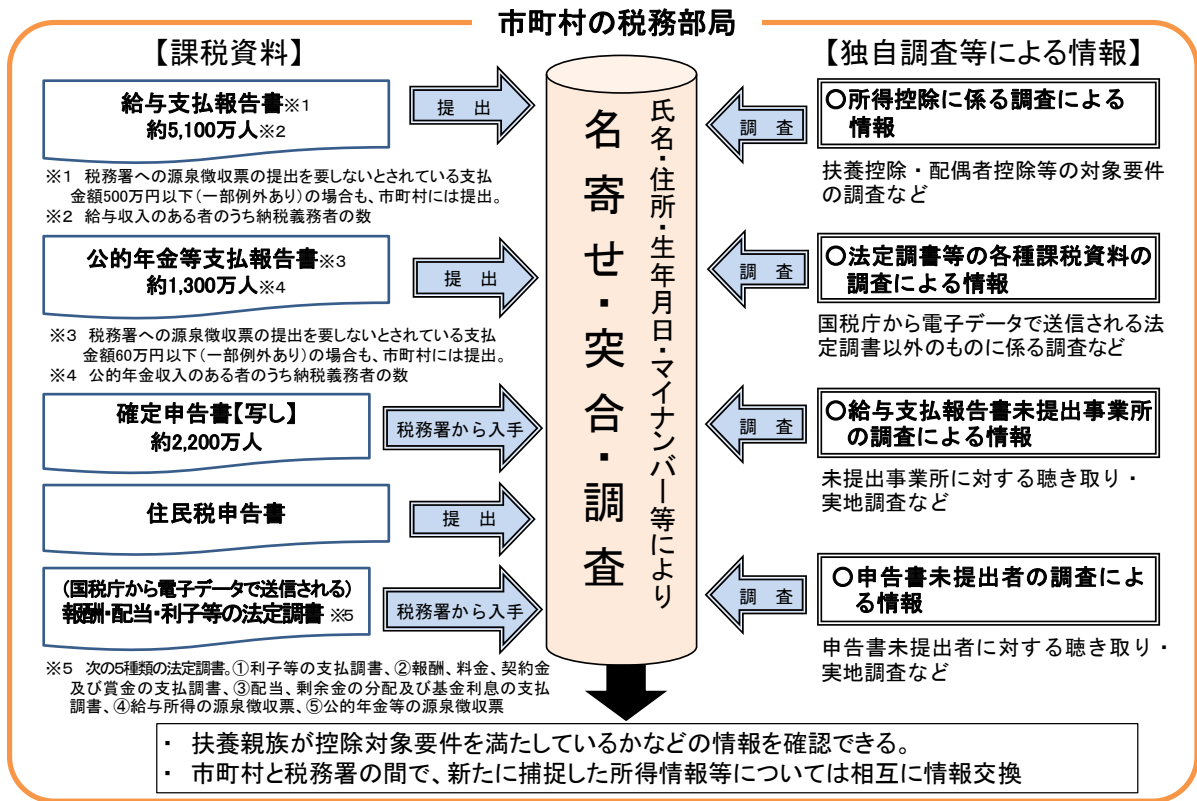 市町村の税務部局
【課税資料】
給与支払報告書※1
約5,100万人※2
提 出
※1 税務署への源泉徴収票の提出を要しないとされている支払
金額500万円以下(一部例外あり)の場合も、市町村には提出。
※2 給与収入のある者のうち納税義務者の数
公的年金等支払報告書※3
約1,300万人※4
提 出
※3 税務署への源泉徴収票の提出を要しないとされている支払
金額60万円以下(一部例外あり)の場合も、市町村には提出。
※4 公的年金収入のある者のうち納税義務者の数
確定申告書【写し】
約2,200万人
税務署から入手
住民税申告書
提 出
(国税庁から電子データで送信される)
報酬・配当・利子等の法定調書 ※5
税務署から入手
※5 次の5種類の法定調書。①利子等の支払調書、②報酬、料金、契約金
及び賞金の支払調書、③配当、剰余金の分配及び基金利息の支払
調書、④給与所得の源泉徴収票、⑤公的年金等の源泉徴収票
氏名・住所・生年月日・マイナンバー等により
名寄せ・突合・調査
【独自調査等による情報】
調 査
○所得控除に係る調査による
情報
扶養控除・配偶者控除等の対象要件
の調査など
調 査
○法定調書等の各種課税資料の
調査による情報
国税庁から電子データで送信される法
定調書以外のものに係る調査など
調 査
○給与支払報告書未提出事業所
の調査による情報
未提出事業所に対する聴き取り・
実地調査など
調 査
○申告書未提出者の調査によ
る情報
申告書未提出者に対する聴き取り・
実地調査など
・ 扶養親族が控除対象要件を満たしているかなどの情報を確認できる。
・ 市町村と税務署の間で、新たに捕捉した所得情報等については相互に情報交換